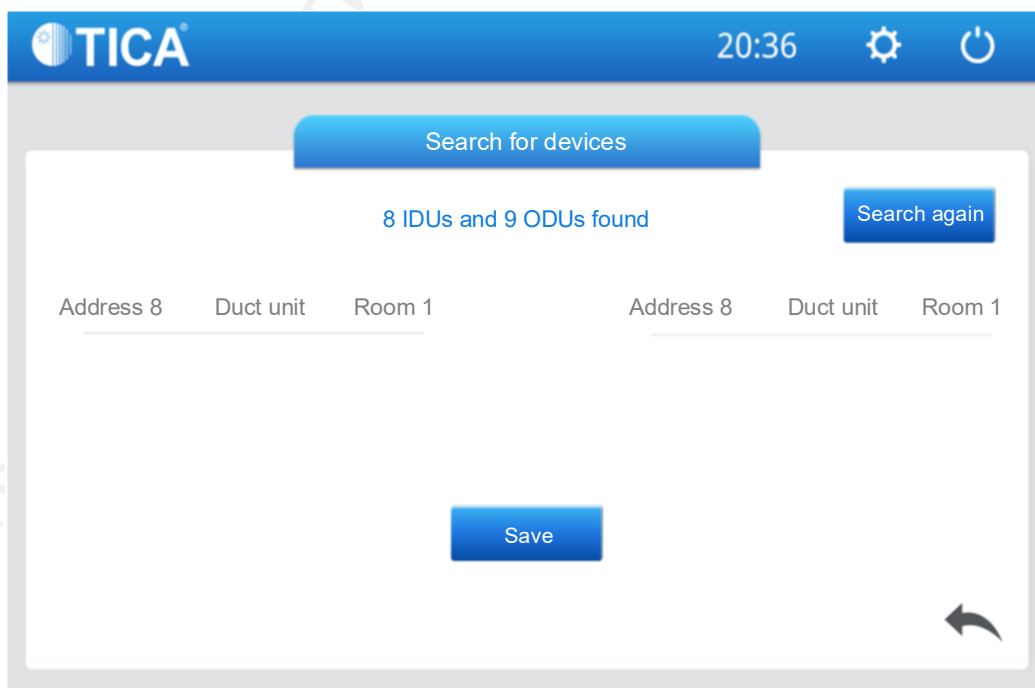 TICA
20:36
Search for devices
8 IDUs and 9 ODUs found
Search again
Address 8 Duct unit Room 1 Address 8 Duct unit Room 1
Save